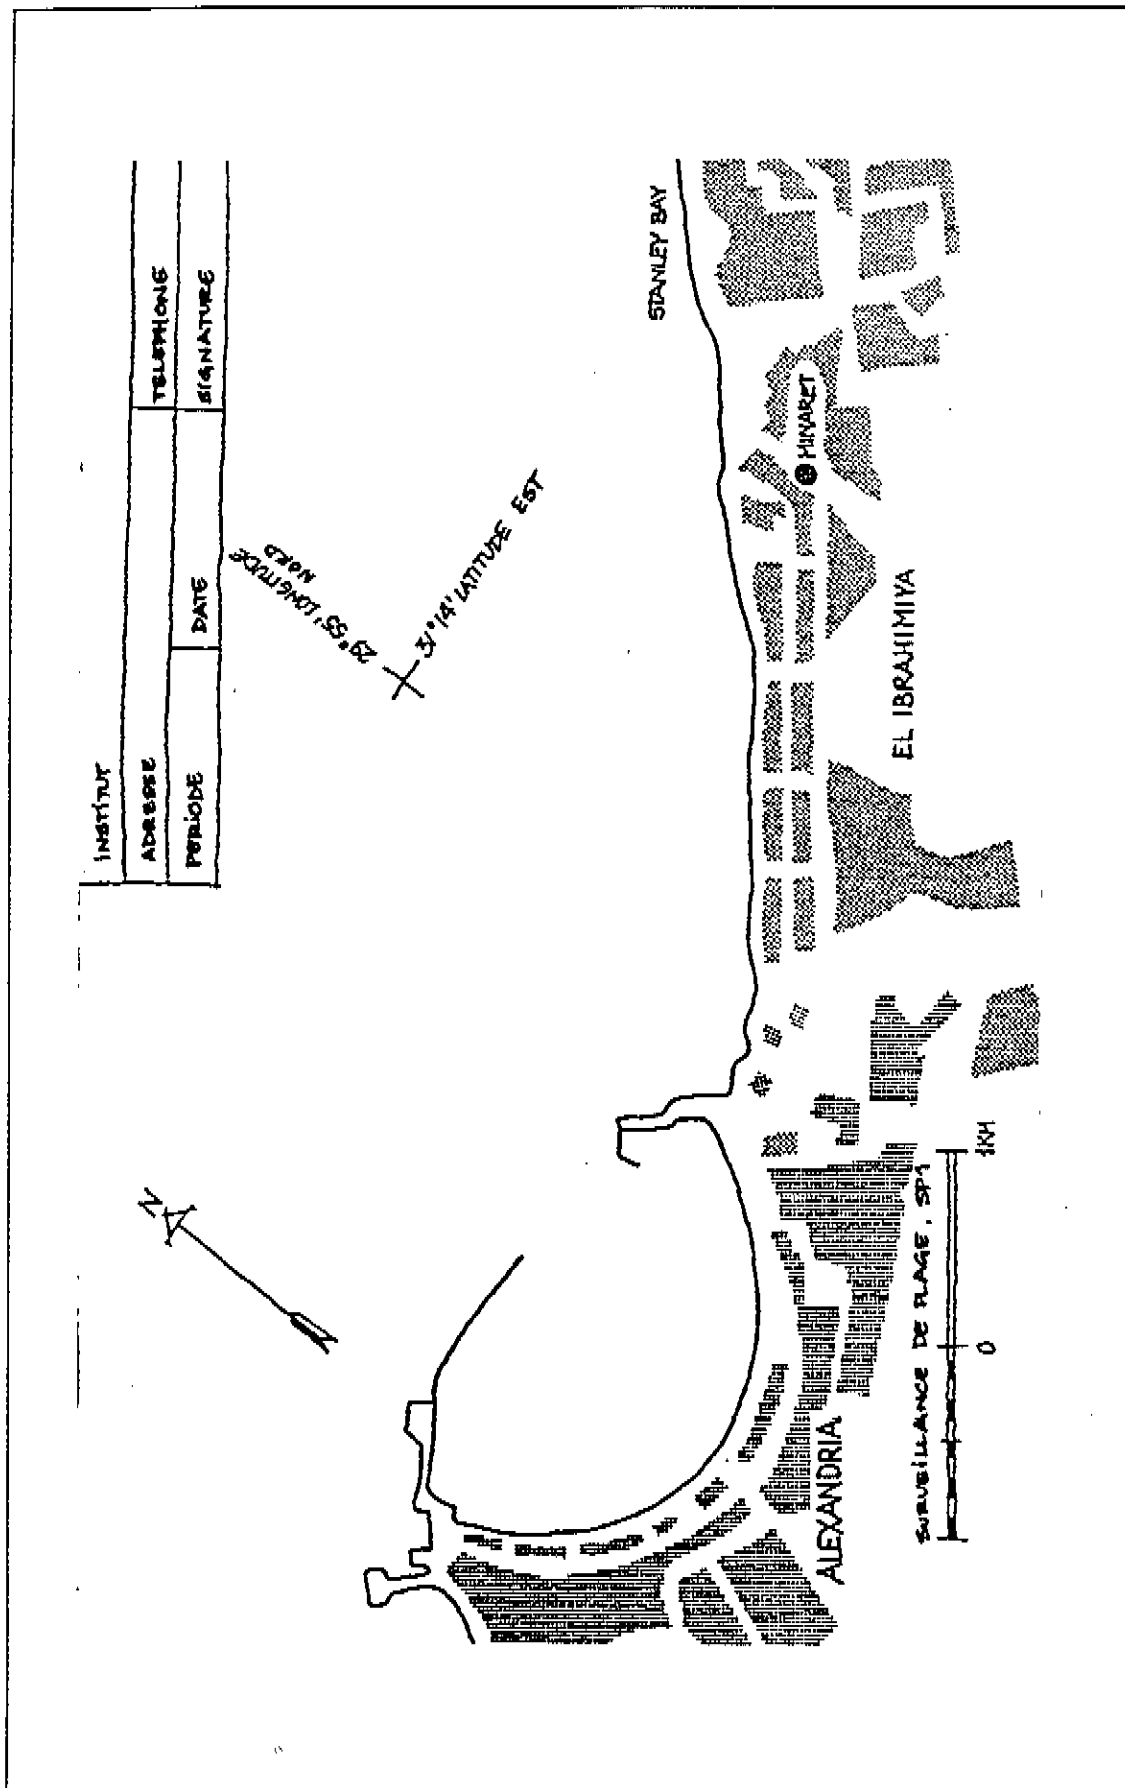 INSTITUT
ADRESSE
TELEPHONE
PERIODE
DATE
SIGNATURE
N
29°55' LONGITUDE
NORD
31°14' LATITUDE EST
STANLEY BAY
MINARET
EL IBRAHIMIYA
ALEXANDRIA
SURVEILLANCE DE PLAGE, SP1
0
1KM